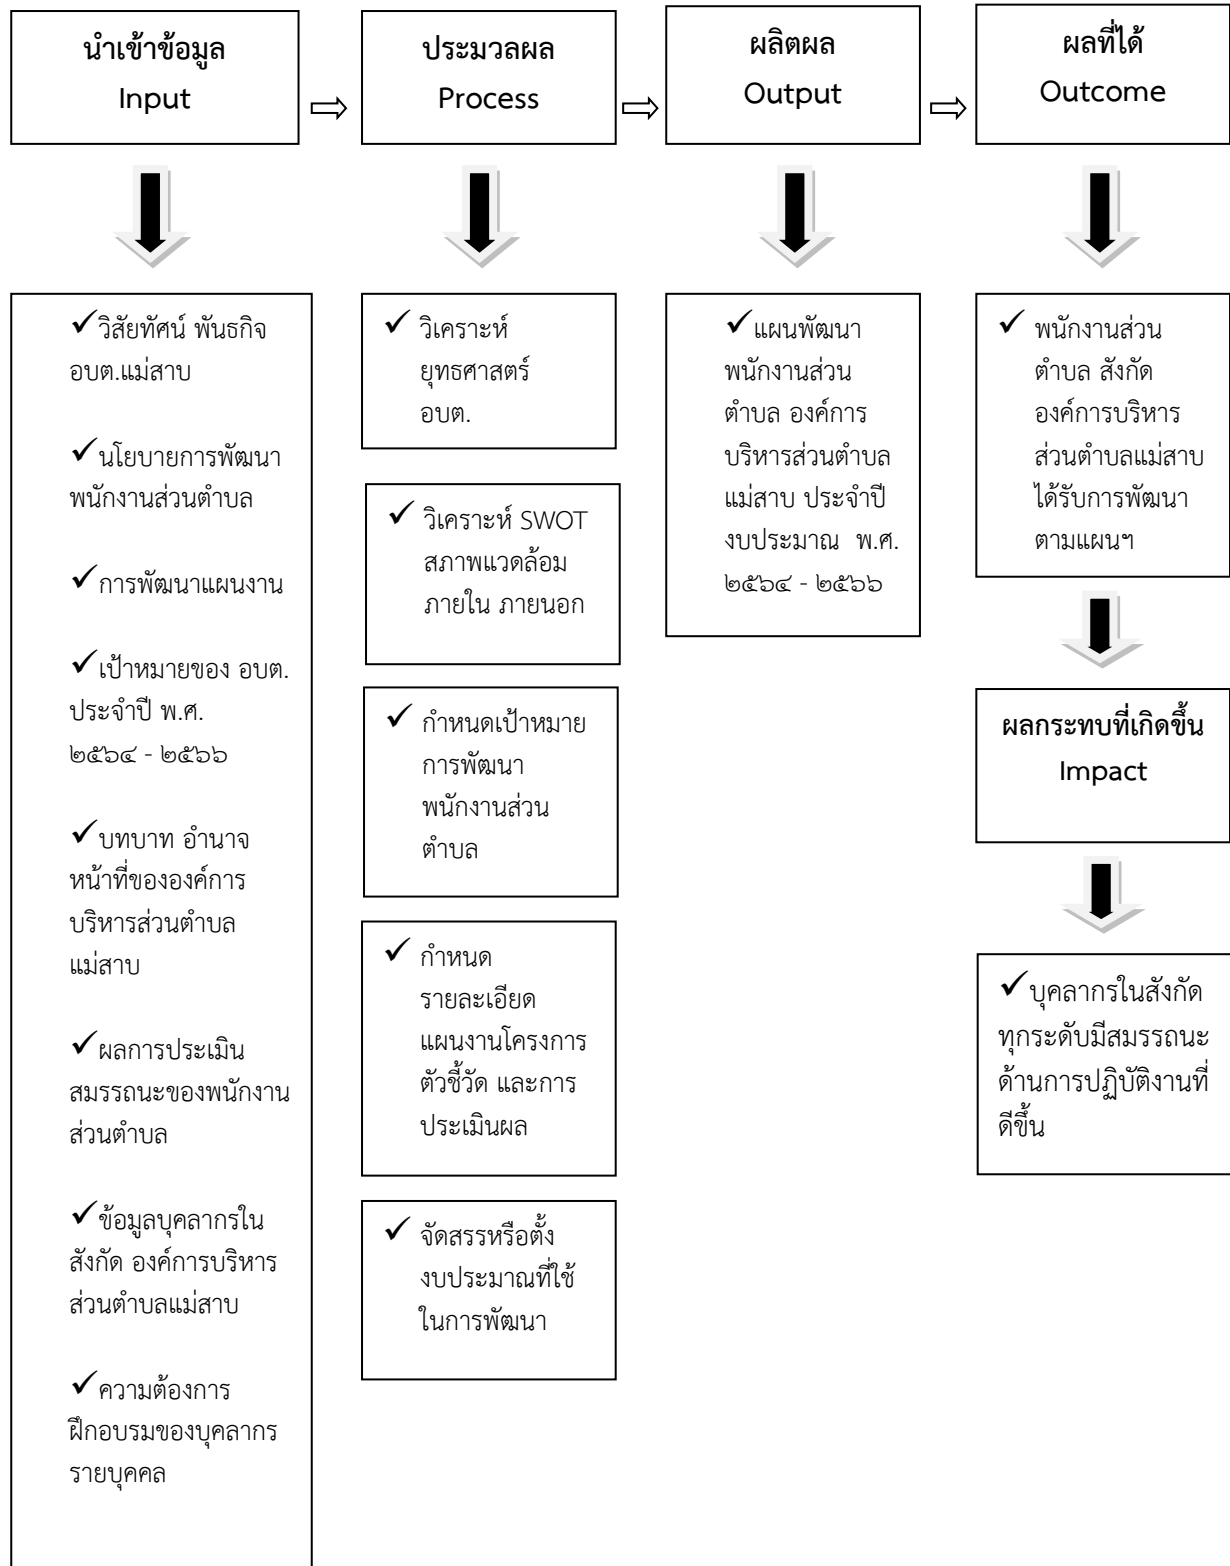 นำเข้าข้อมูล
Input
ประมวลผล
Process
ผลิตผล
Output
ผลที่ได้
Outcome
✓วิสัยทัศน์ พันธกิจ
อบต.แม่สาบ
✓นโยบายการพัฒนา
พนักงานส่วนตำบล
✓การพัฒนาแผนงาน
✓เป้าหมายของ อบต.
ประจำปี พ.ศ.
๒๕๖๔ - ๒๕๖๖
✓บทบาท อำนาจ
หน้าที่ขององค์การ
บริหารส่วนตำบล
แม่สาบ
✓ผลการประเมิน
สมรรถนะของพนักงาน
ส่วนตำบล
✓ข้อมูลบุคลากรใน
สังกัด องค์การบริหาร
ส่วนตำบลแม่สาบ
✓ความต้องการ
ฝึกอบรมของบุคลากร
รายบุคคล
✓ วิเคราะห์
ยุทธศาสตร์
อบต.
✓ วิเคราะห์ SWOT
สภาพแวดล้อม
ภายใน ภายนอก
✓ กำหนดเป้าหมาย
การพัฒนา
พนักงานส่วน
ตำบล
✓ กำหนด
รายละเอียด
แผนงานโครงการ
ตัวชี้วัด และการ
ประเมินผล
✓ จัดสรรหรือตั้ง
งบประมาณที่ใช้
ในการพัฒนา
✓แผนพัฒนา
พนักงานส่วน
ตำบล องค์การ
บริหารส่วนตำบล
แม่สาบ ประจำปี
งบประมาณ พ.ศ.
๒๕๖๔ - ๒๕๖๖
✓ พนักงานส่วน
ตำบล สังกัด
องค์การบริหาร
ส่วนตำบลแม่สาบ
ได้รับการพัฒนา
ตามแผนฯ
ผลกระทบที่เกิดขึ้น
Impact
✓บุคลากรในสังกัด
ทุกระดับมีสมรรถนะ
ด้านการปฏิบัติงานที่
ดีขึ้น